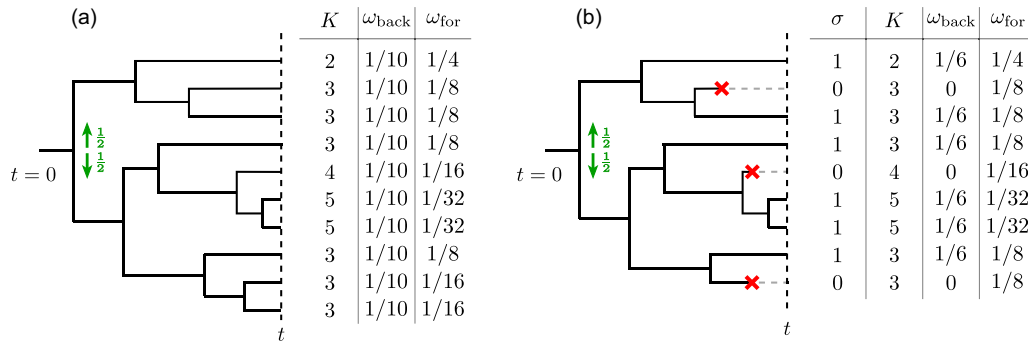 (a)
K ω_back ω_for
2 1/10 1/4
3 1/10 1/8
3 1/10 1/8
3 1/10 1/8
4 1/10 1/16
5 1/10 1/32
5 1/10 1/32
3 1/10 1/8
3 1/10 1/16
3 1/10 1/16
1/2
1/2
t = 0
t
(b)
σ K ω_back ω_for
1 2 1/6 1/4
0 3 0 1/8
1 3 1/6 1/8
1 3 1/6 1/8
0 4 0 1/16
1 5 1/6 1/32
1 5 1/6 1/32
1 3 1/6 1/8
0 3 0 1/8
1/2
1/2
t = 0
t